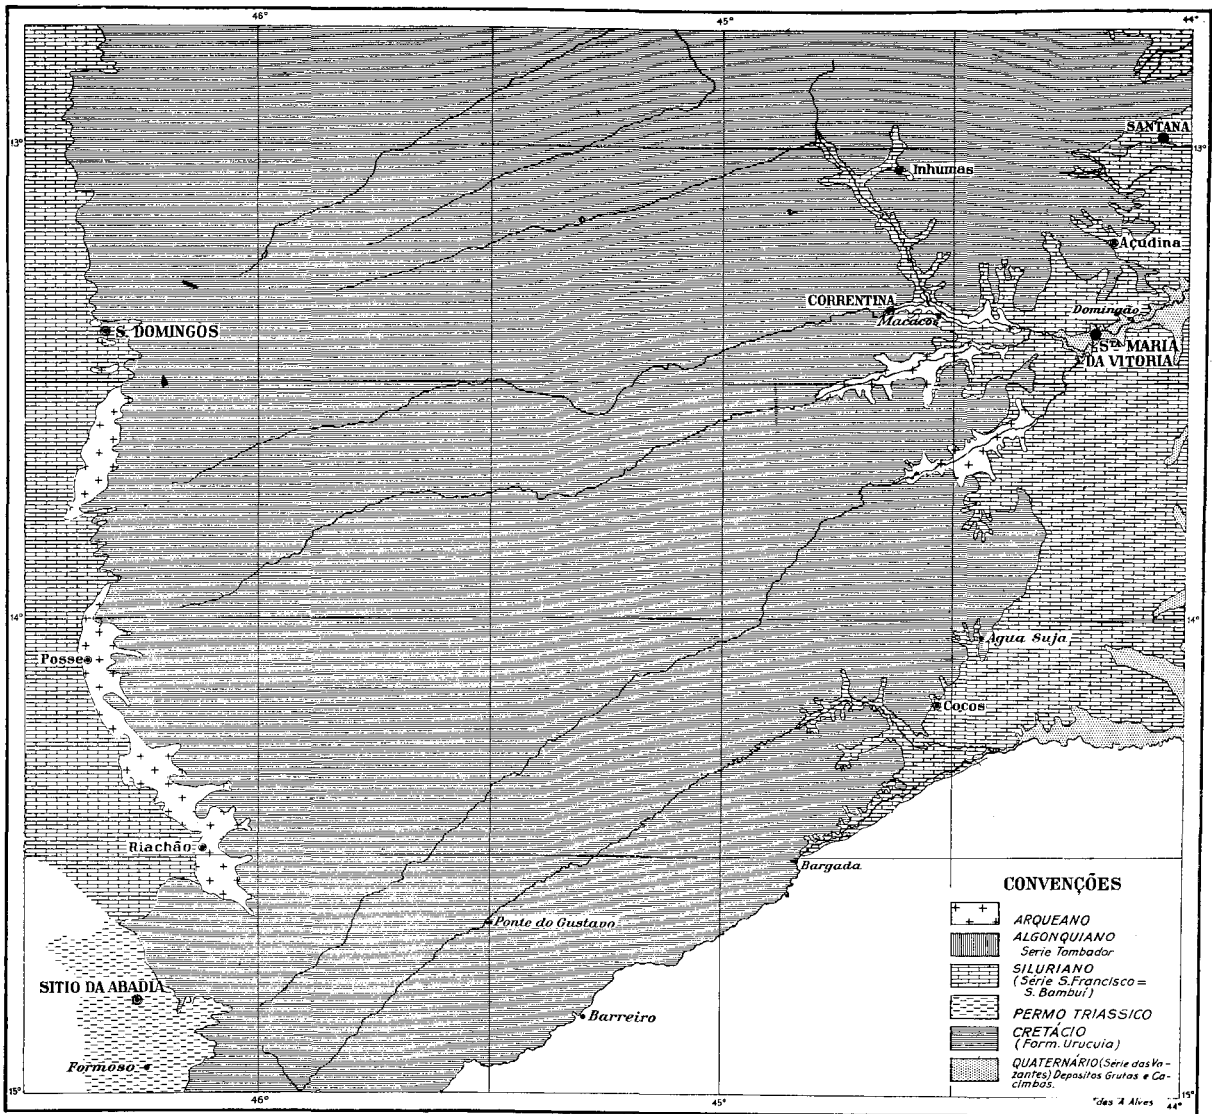 46°
45°
44°
SANTANA
13°
13°
Inhumas
Açudina
CORRENTINA
Macacos
Domingão
S. DOMINGOS
STA MARIA
DA VITORIA
14°
14°
Posse
Agua Suja
Cocos
Riachão
Bargada
Ponte do Gustavo
SITIO DA ABADIA
Barreiro
Formoso
CONVENÇÕES
ARQUEANO
ALGONQUIANO
Serie Tombador
SILURIANO
(Série S.Francisco=
S. Bambuí)
PERMO TRIASSICO
CRETÁCIO
(Form. Urucuia)
QUATERNÁRIO (Série das Va-
zantes) Depositos Grutas e Ca-
cimbas.
15°
15°
46°
45°
44°
des A Alves